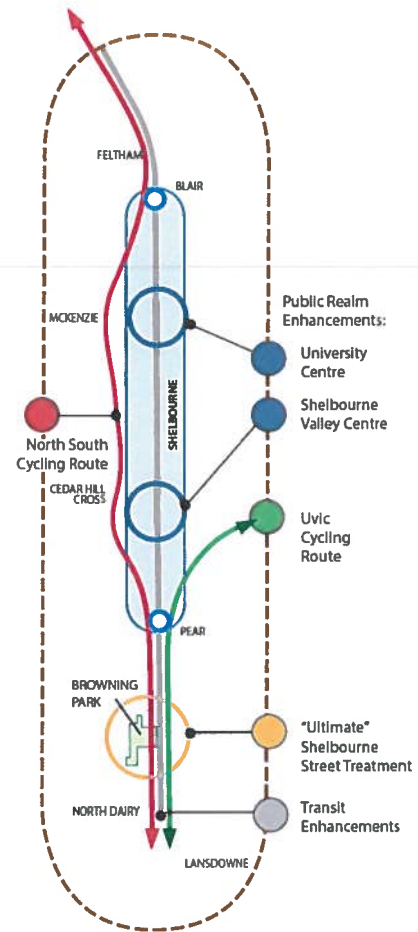 FELTHAM
BLAIR
MCKENZIE
Public Realm
Enhancements:
University
Centre
SHELBOURNE
Shelbourne
Valley Centre
North South
Cycling Route
CEDAR HILL
CROSS
Uvic
Cycling
Route
PEAR
BROWNING
PARK
"Ultimate"
Shelbourne
Street Treatment
NORTH DAIRY
Transit
Enhancements
LANSDOWNE